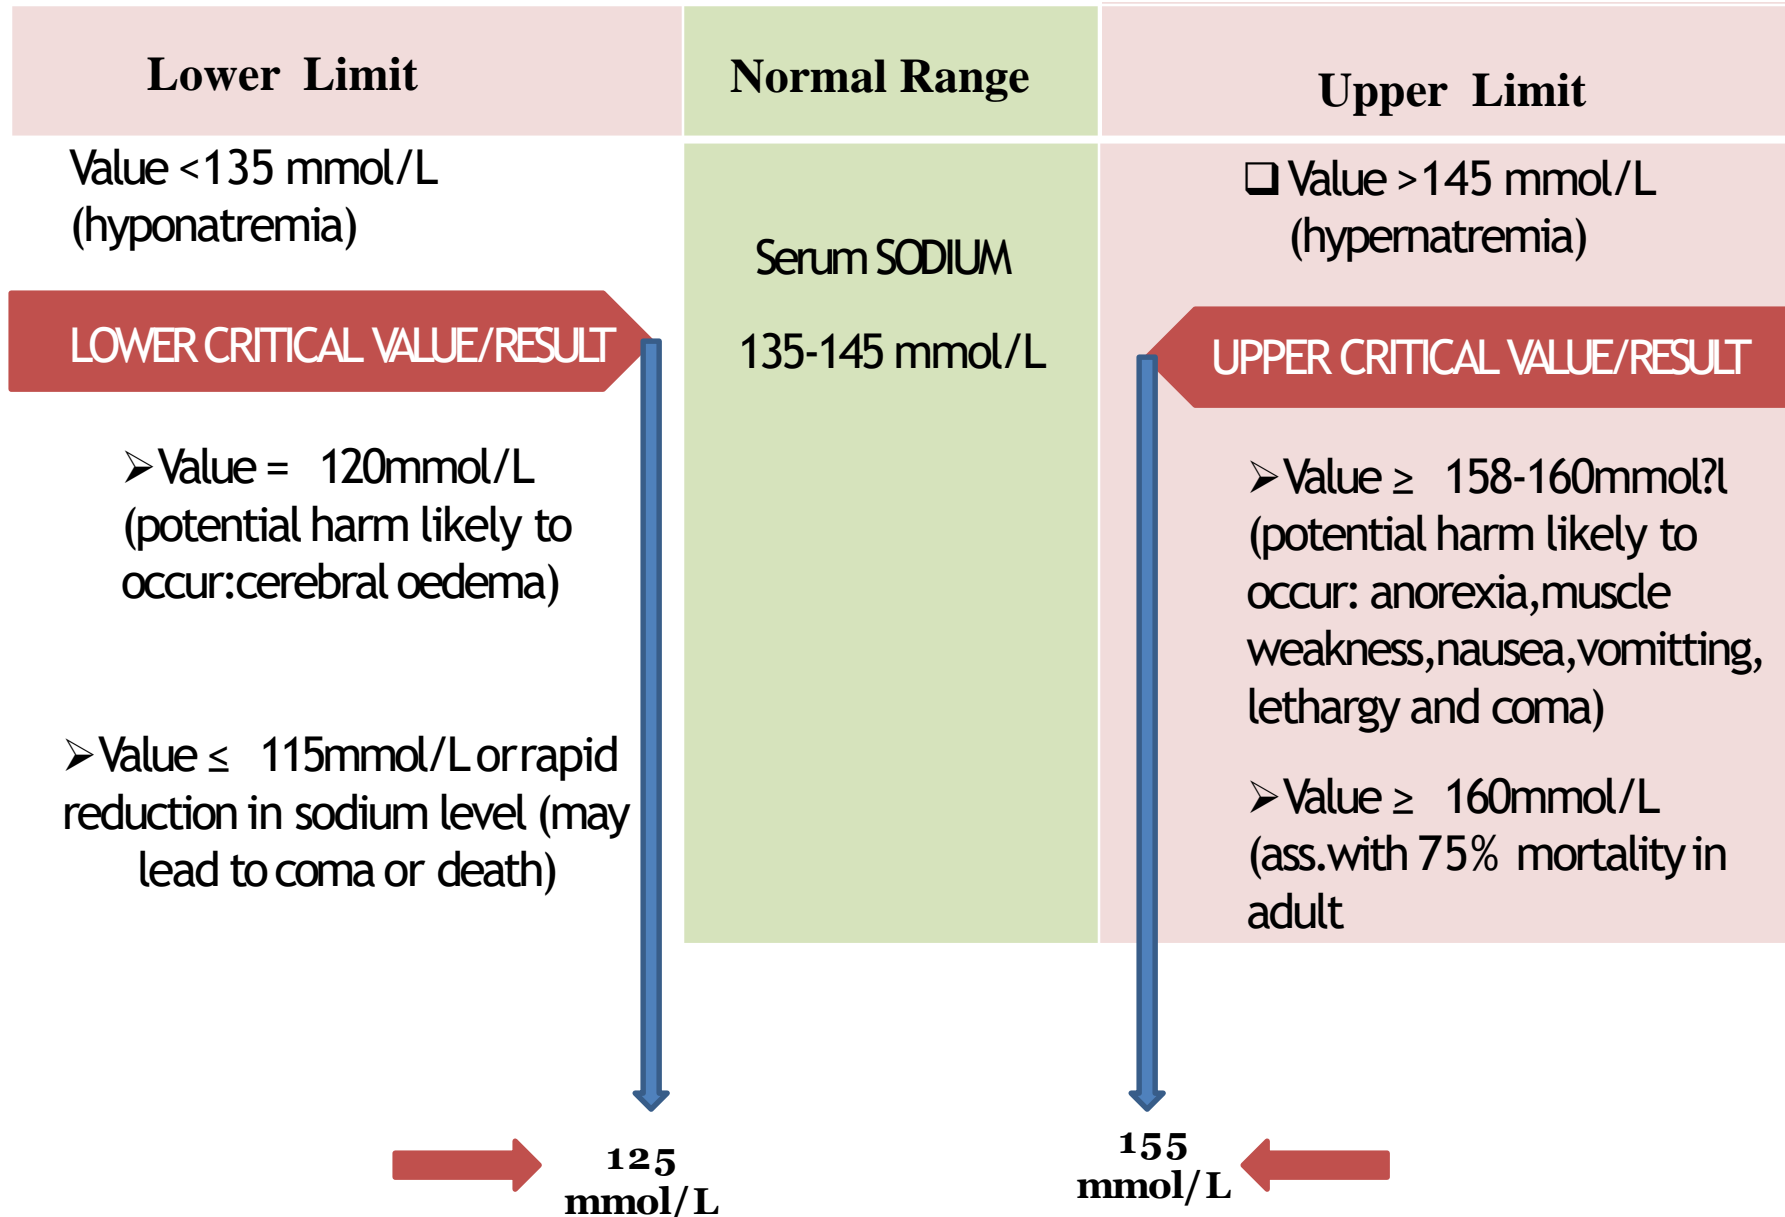 Lower Limit
Normal Range
Upper Limit
Value <135 mmol/L
(hyponatremia)
LOWER CRITICAL VALUE/RESULT
➢Value = 120mmol/L
(potential harm likely to
occur:cerebral oedema)
➢Value ≤ 115mmol/L or rapid
reduction in sodium level (may
lead to coma or death)
Serum SODIUM
135-145 mmol/L
❑ Value >145 mmol/L
(hypernatremia)
UPPER CRITICAL VALUE/RESULT
➢Value ≥ 158-160mmol?l
(potential harm likely to
occur: anorexia,muscle
weakness,nausea,vomitting,
lethargy and coma)
➢Value ≥ 160mmol/L
(ass.with 75% mortality in
adult
125
mmol/L
155
mmol/L